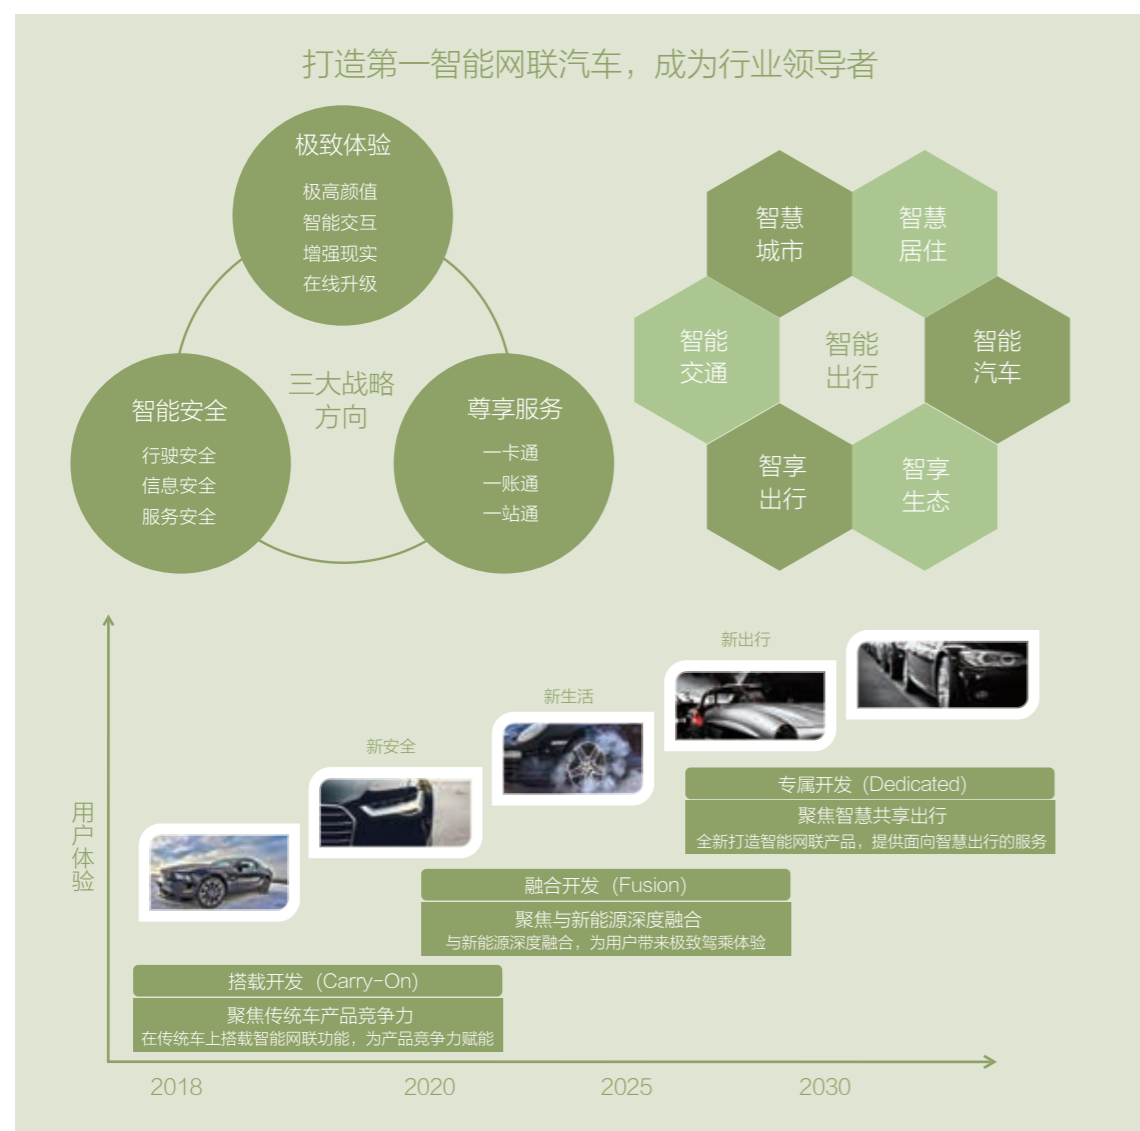 打造第一智能网联汽车，成为行业领导者
极致体验
极高颜值
智能交互
增强现实
在线升级
三大战略
方向
智能安全
行驶安全
信息安全
服务安全
尊享服务
一卡通
一账通
一站通
智慧
城市
智慧
居住
智能
交通
智能
出行
智能
汽车
智享
出行
智享
生态
用户体验
新安全
新生活
新出行
专属开发（Dedicated）
聚焦智慧共享出行
全新打造智能网联产品，提供面向智慧出行的服务
融合开发（Fusion）
聚焦与新能源深度融合
与新能源深度融合，为用户带来极致驾乘体验
搭载开发（Carry-On）
聚焦传统车产品竞争力
在传统车上搭载智能网联功能，为产品竞争力赋能
2018
2020
2025
2030